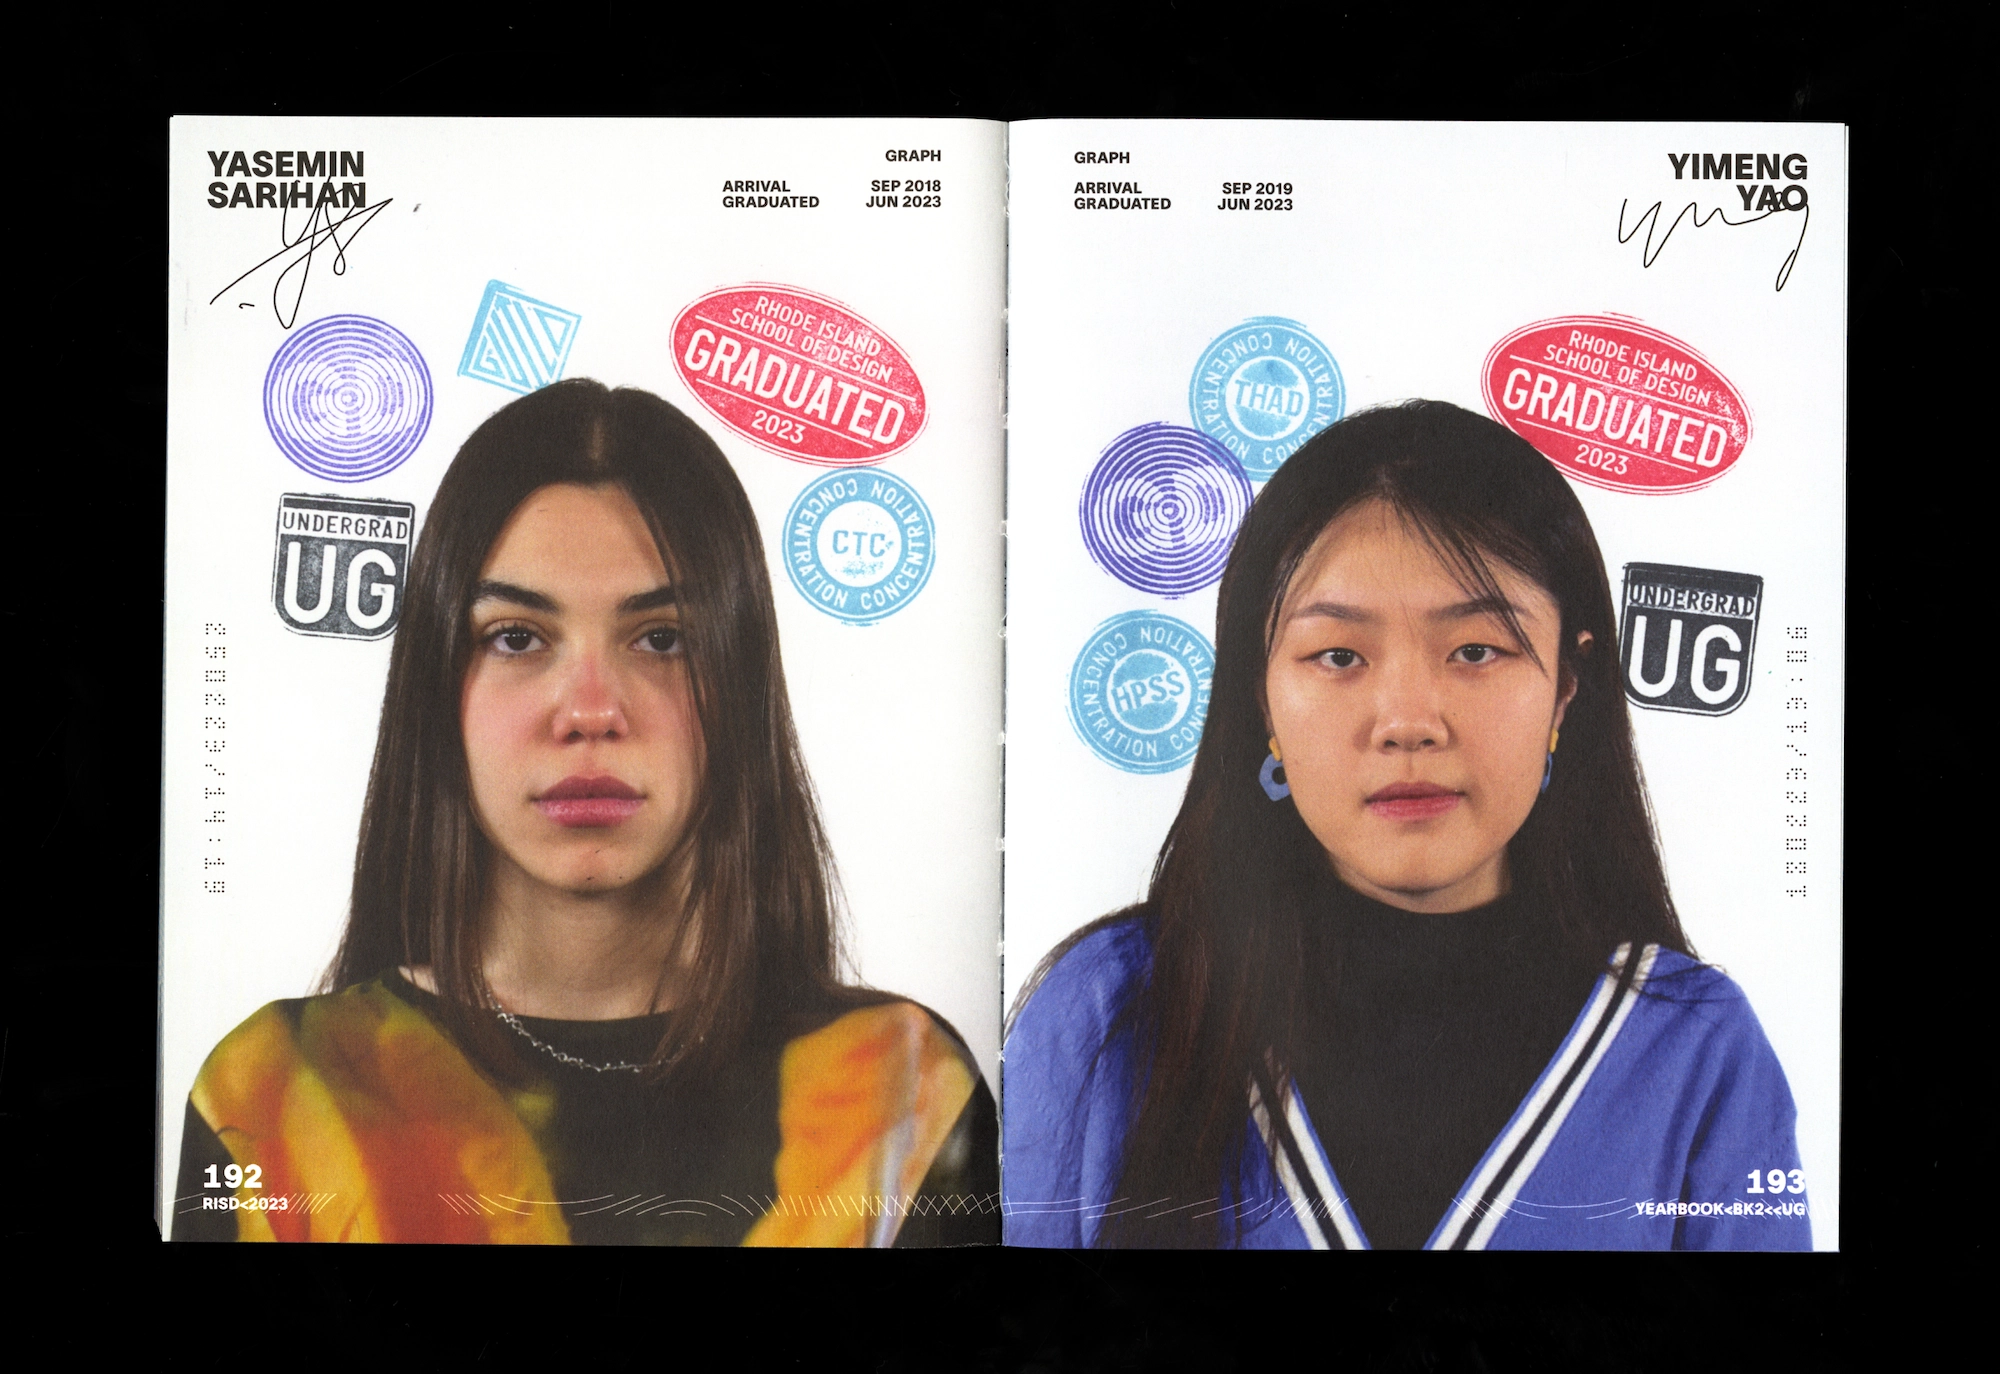 YASEMIN
SARIHAN
GRAPH
ARRIVAL SEP 2018
GRADUATED JUN 2023
RHODE ISLAND
SCHOOL OF DESIGN
GRADUATED
2023
UNDERGRAD
UG
CONCENTRATION CONCENTRATION
CTC
192
RISD<2023
GRAPH
ARRIVAL SEP 2019
GRADUATED JUN 2023
YIMENG
YAO
CONCENTRATION CONCENTRATION
THAD
RHODE ISLAND
SCHOOL OF DESIGN
GRADUATED
2023
CONCENTRATION CONCENTRATION
HPSS
UNDERGRAD
UG
193
YEARBOOK<BK2<<UG